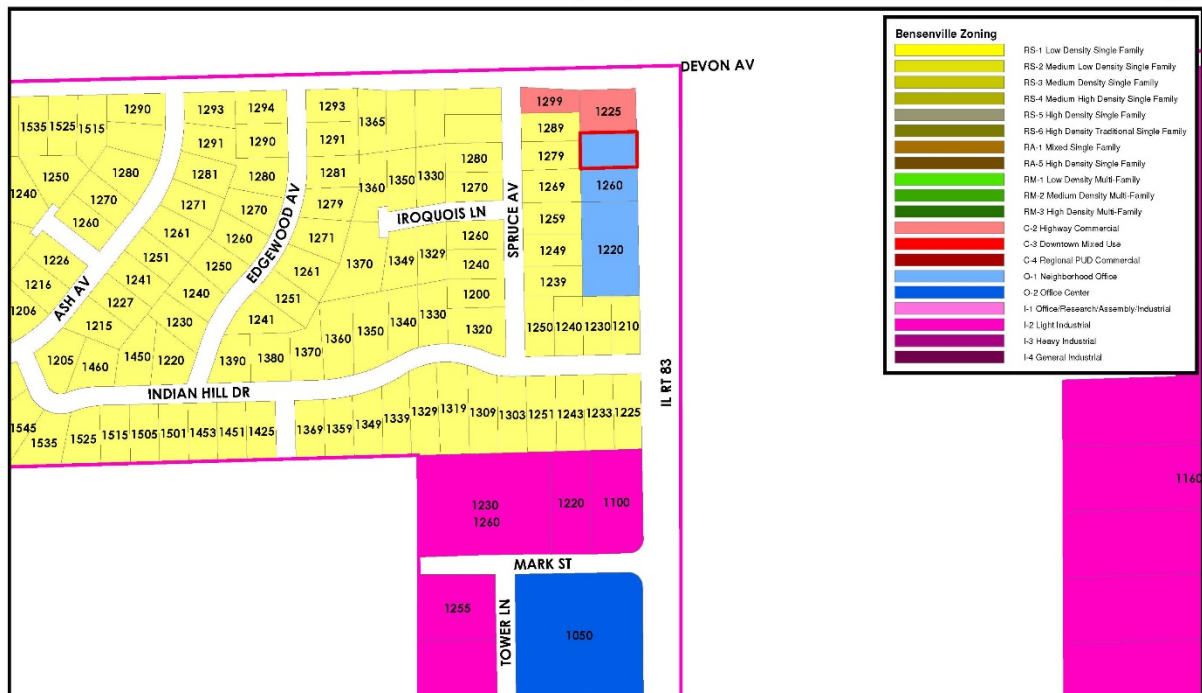 DEVON AV
Bensenville Zoning
RS-1 Low Density Single Family
RS-2 Medium Low Density Single Family
RS-3 Medium Density Single Family
RS-4 Medium High Density Single Family
RS-5 High Density Single Family
RS-6 High Density Traditional Single Family
RA-1 Mixed Single Family
RA-5 High Density Single Family
RM-1 Low Density Multi-Family
RM-2 Medium Density Multi-Family
RM-3 High Density Multi-Family
C-2 Highway Commercial
C-3 Downtown Mixed Use
C-4 Regional PUD Commercial
O-1 Neighborhood Office
O-2 Office Center
I-1 Office/Research/Assembly/Industrial
I-2 Light Industrial
I-3 Heavy Industrial
I-4 General Industrial
1290 1293 1294 1293 1299 1225
1535 1525 1515 1365
1291 1290 1291 1289
1280 1279
1250 1280 1281 1280 1281 1350 1330
1240 1270 1271 1270 1279 1360 1270 1269 1260
1260 IROQUOIS LN
1261 1260 1271 1260 1259
1226 1251 1250 1261 1370 1349 1329 1240 1249 1220
1216 1241 1240 1251 1200 1239
1206 1227 1241 1340 1330
1215 1230 1360 1350 1320 1250 1240 1230 1210
1205 1460 1450 1220 1390 1380 1370
ASH AV
EDGEWOOD AV
SPRUCE AV
INDIAN HILL DR
IL RT 83
1545 1535 1525 1515 1505 1501 1453 1451 1425 1369 1359 1349 1339 1329 1319 1309 1303 1251 1243 1233 1225
1230 1220 1100
1260
1160
MARK ST
1255
TOWER LN
1050